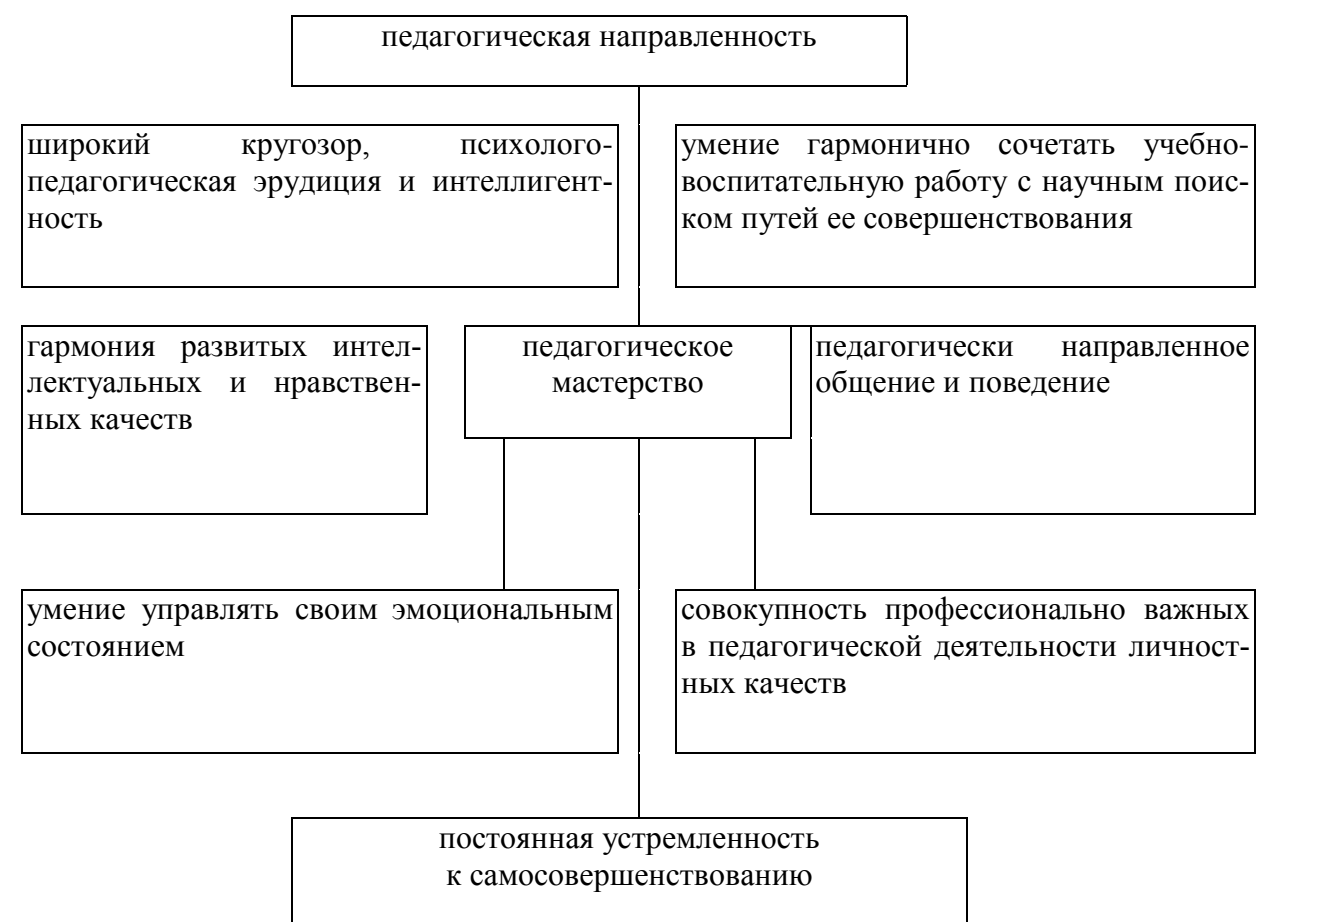 педагогическая направленность
широкий кругозор, психолого-
педагогическая эрудиция и интеллигент-
ность
умение гармонично сочетать учебно-
воспитательную работу с научным поис-
ком путей ее совершенствования
гармония развитых интел-
лектуальных и нравствен-
ных качеств
педагогическое
мастерство
педагогически направленное
общение и поведение
умение управлять своим эмоциональным
состоянием
совокупность профессионально важных
в педагогической деятельности личност-
ных качеств
постоянная устремленность
к самосовершенствованию